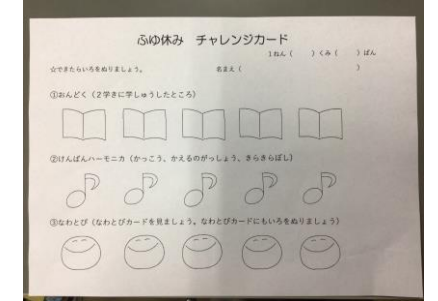 ふゆ休み　チャレンジカード
1ねん（　　）くみ（　　）ばん
☆できたらいろをぬりましょう。　名まえ（　　　　　　　　）
①おんどく（2学きに学しゅうしたところ）
②けんばんハーモニカ（かっこう、かえるのがっしょう、きらきらぼし）
③なわとび（なわとびカードを見ましょう。なわとびカードにもいろをぬりましょう）